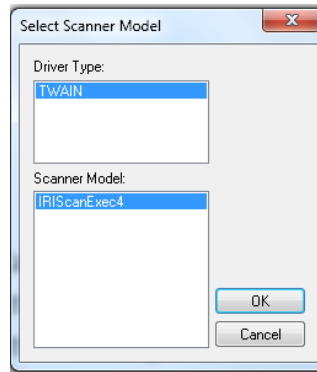 Select Scanner Model
Driver Type:
TWAIN
Scanner Model:
IRIScanExec4
OK
Cancel